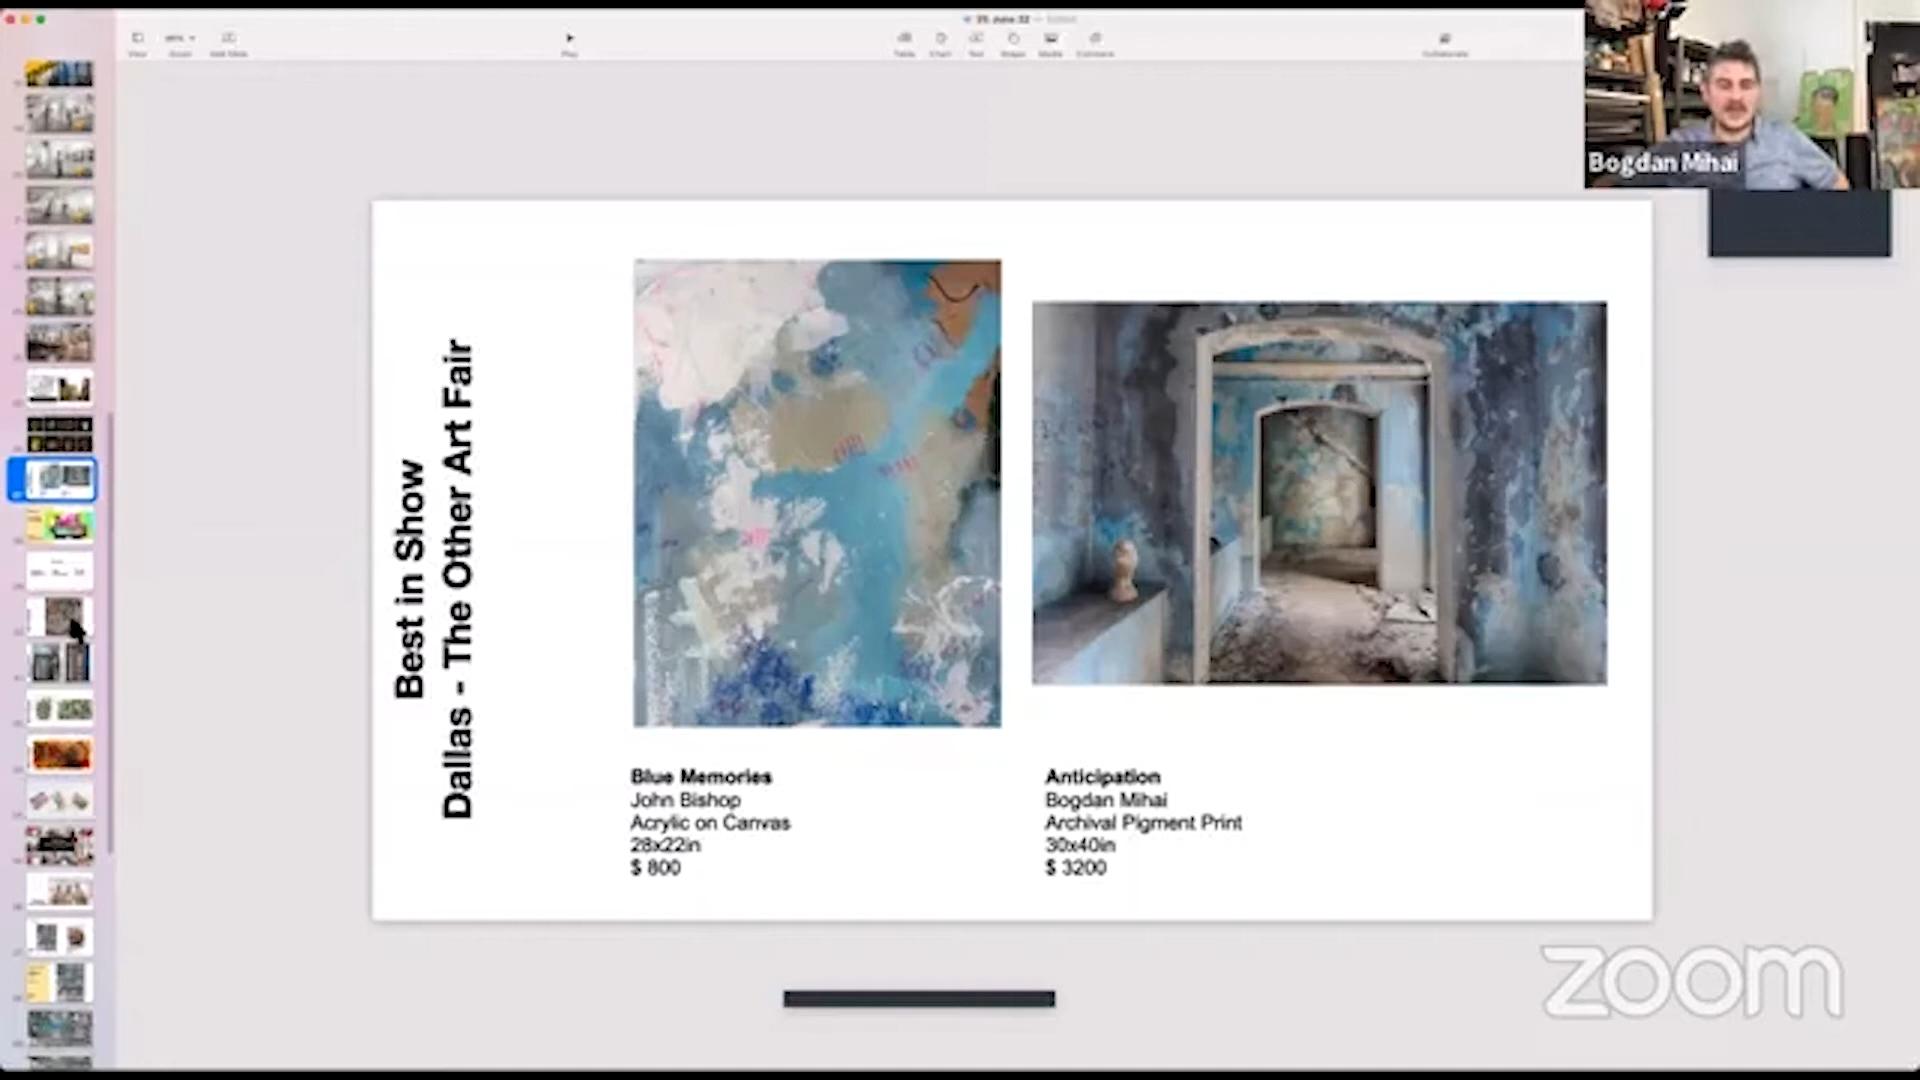 Bogdan Mihai
Best in Show
Dallas - The Other Art Fair
Blue Memories
John Bishop
Acrylic on Canvas
28x22in
$ 800
Anticipation
Bogdan Mihai
Archival Pigment Print
30x40in
$ 3200
zoom